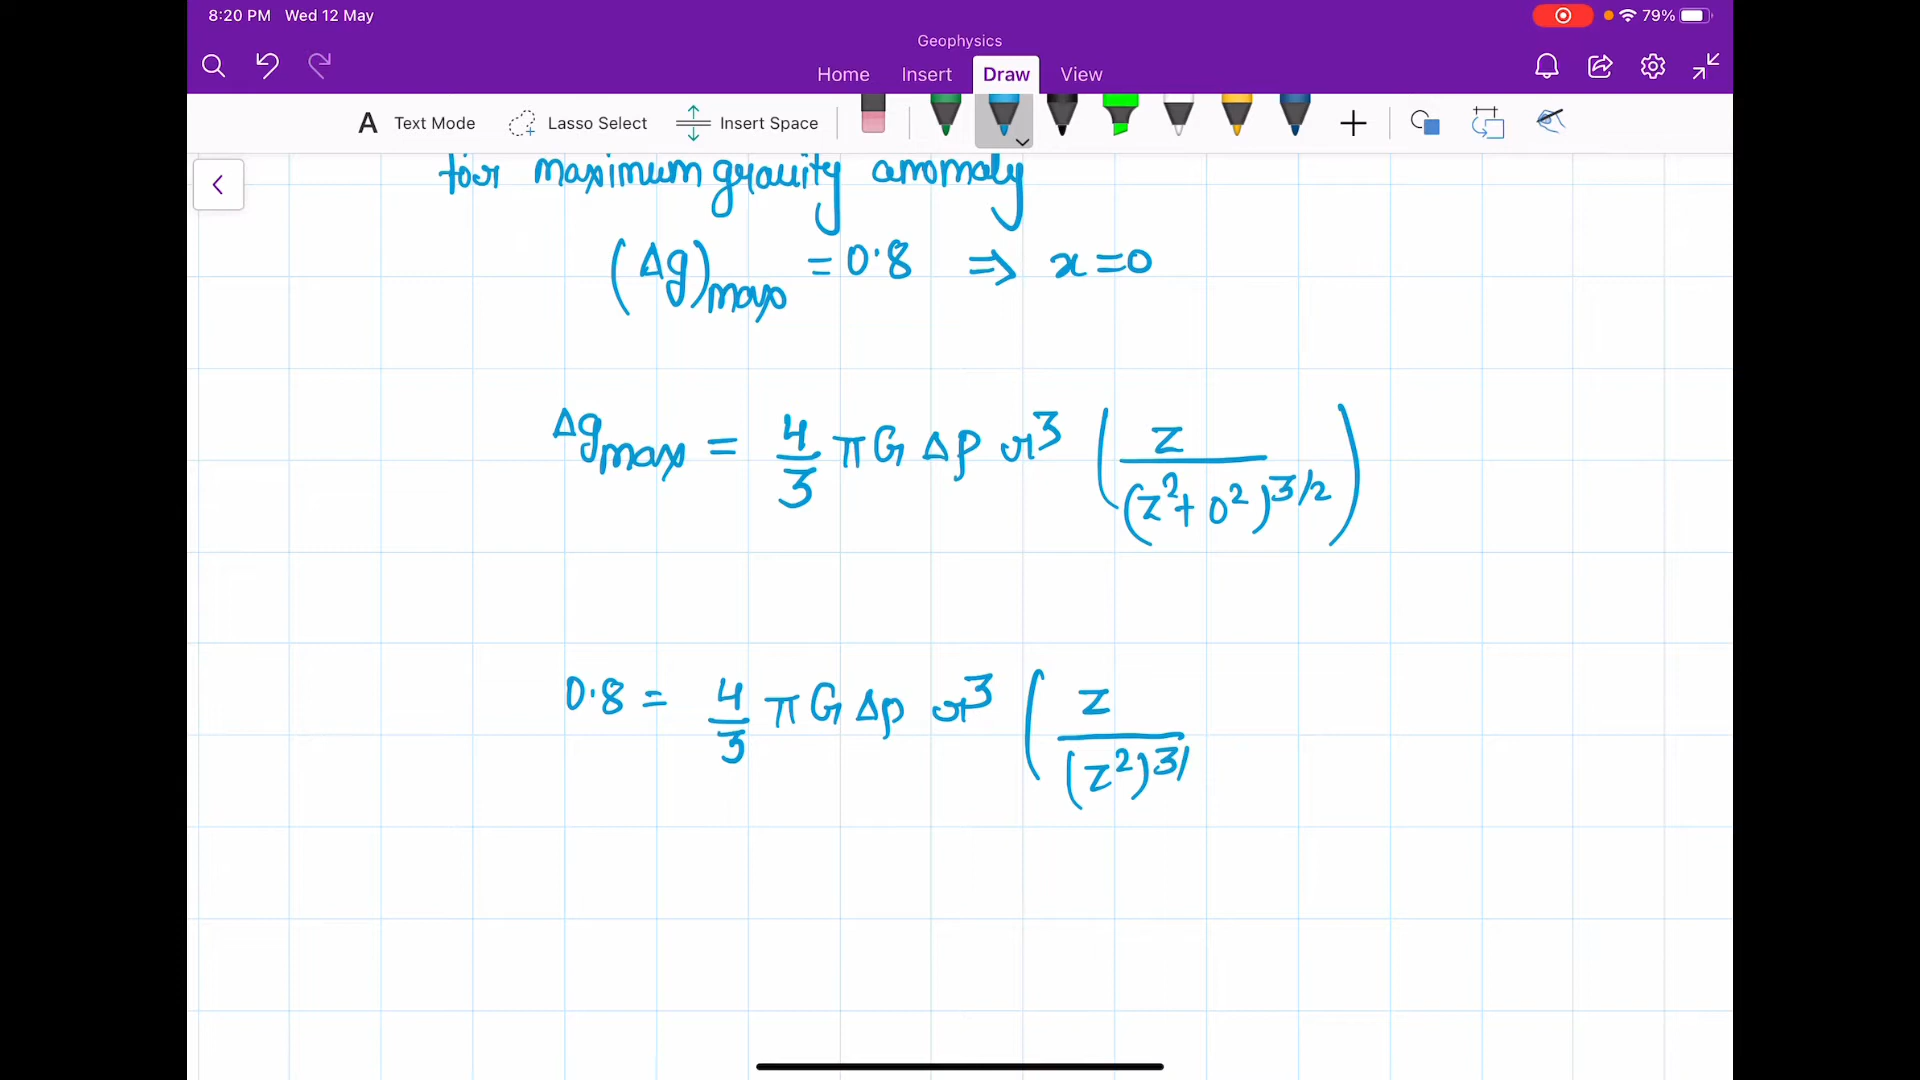 8:20 PM Wed 12 May 79%
Geophysics
Home Insert Draw View
A Text Mode Lasso Select Insert Space
for maximum gravity anomaly
(Δg)max = 0.8 ⇒ x=0
Δgmax = 4/3 π G Δρ r³ ( z / (z²+0²)^3/2 )
0.8 = 4/3 π G Δρ r³ ( z / (z²)^3/